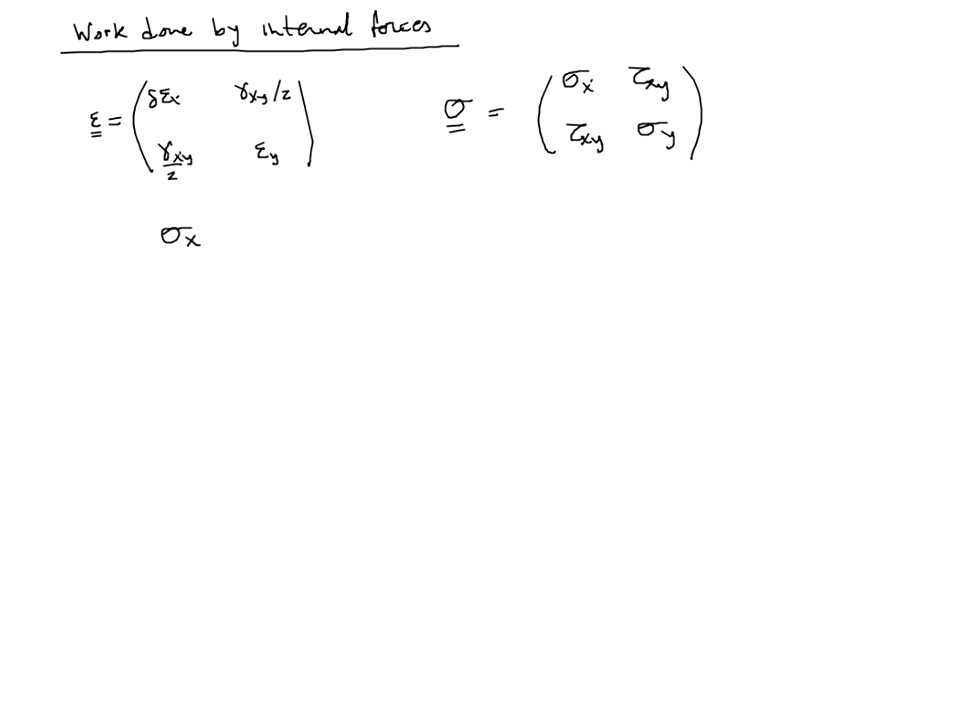 Work done by internal forces
ε = ( δεx γxy/2 ; γxy/2 εy )
σ = ( σx τxy ; τxy σy )
σx